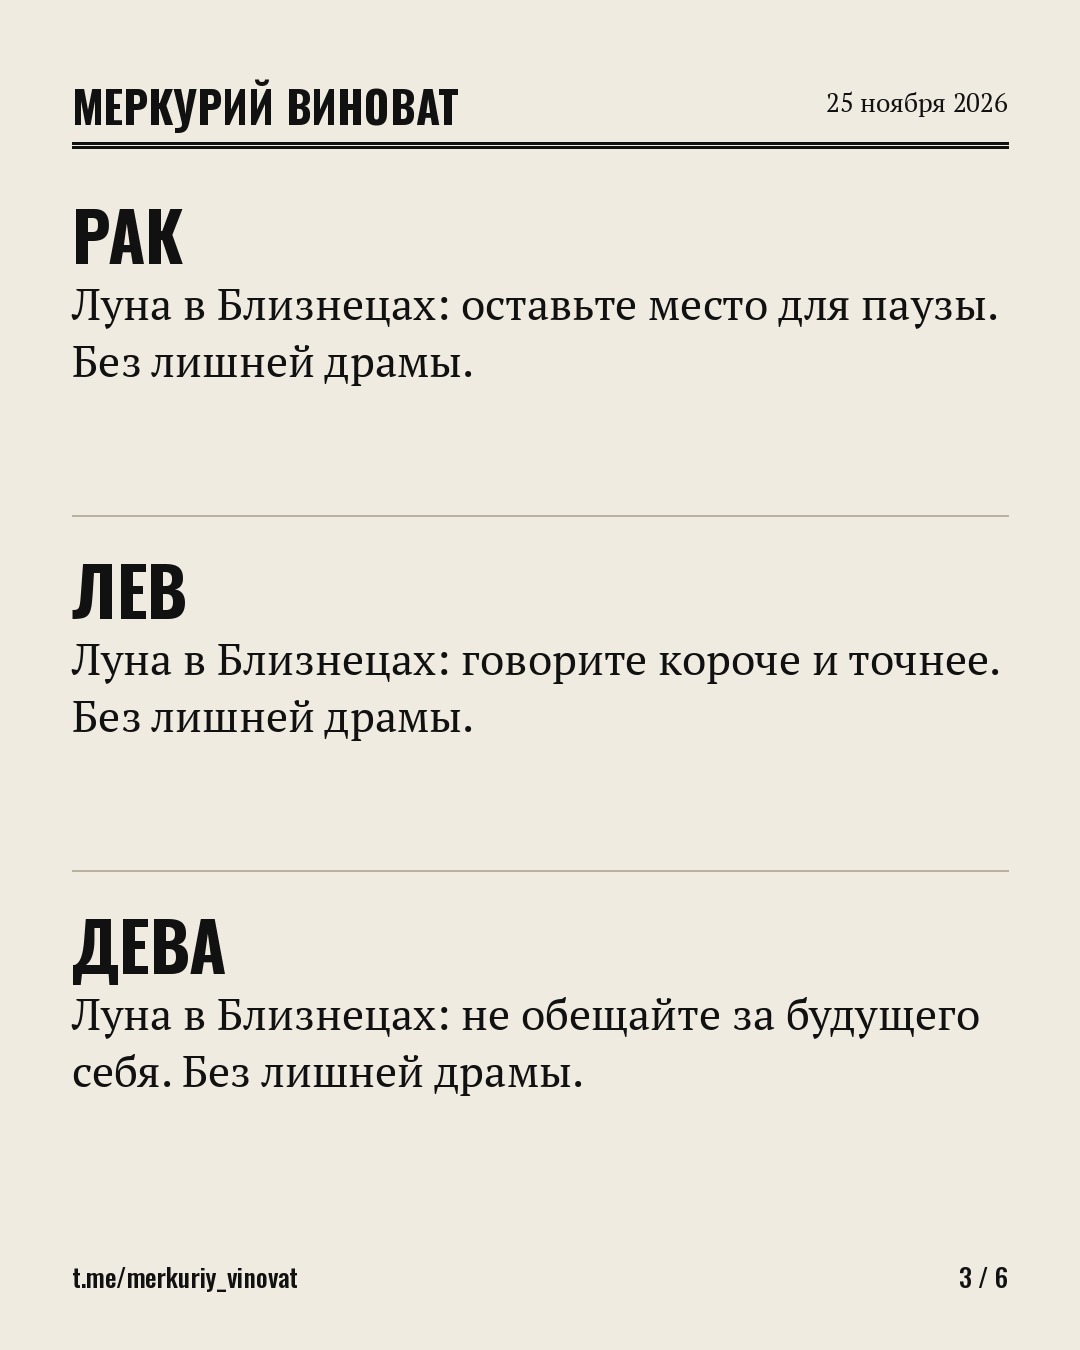 МЕРКУРИЙ ВИНОВАТ
25 ноября 2026
РАК
Луна в Близнецах: оставьте место для паузы.
Без лишней драмы.
ЛЕВ
Луна в Близнецах: говорите короче и точнее.
Без лишней драмы.
ДЕВА
Луна в Близнецах: не обещайте за будущего
себя. Без лишней драмы.
t.me/merkuriy_vinovat
3 / 6